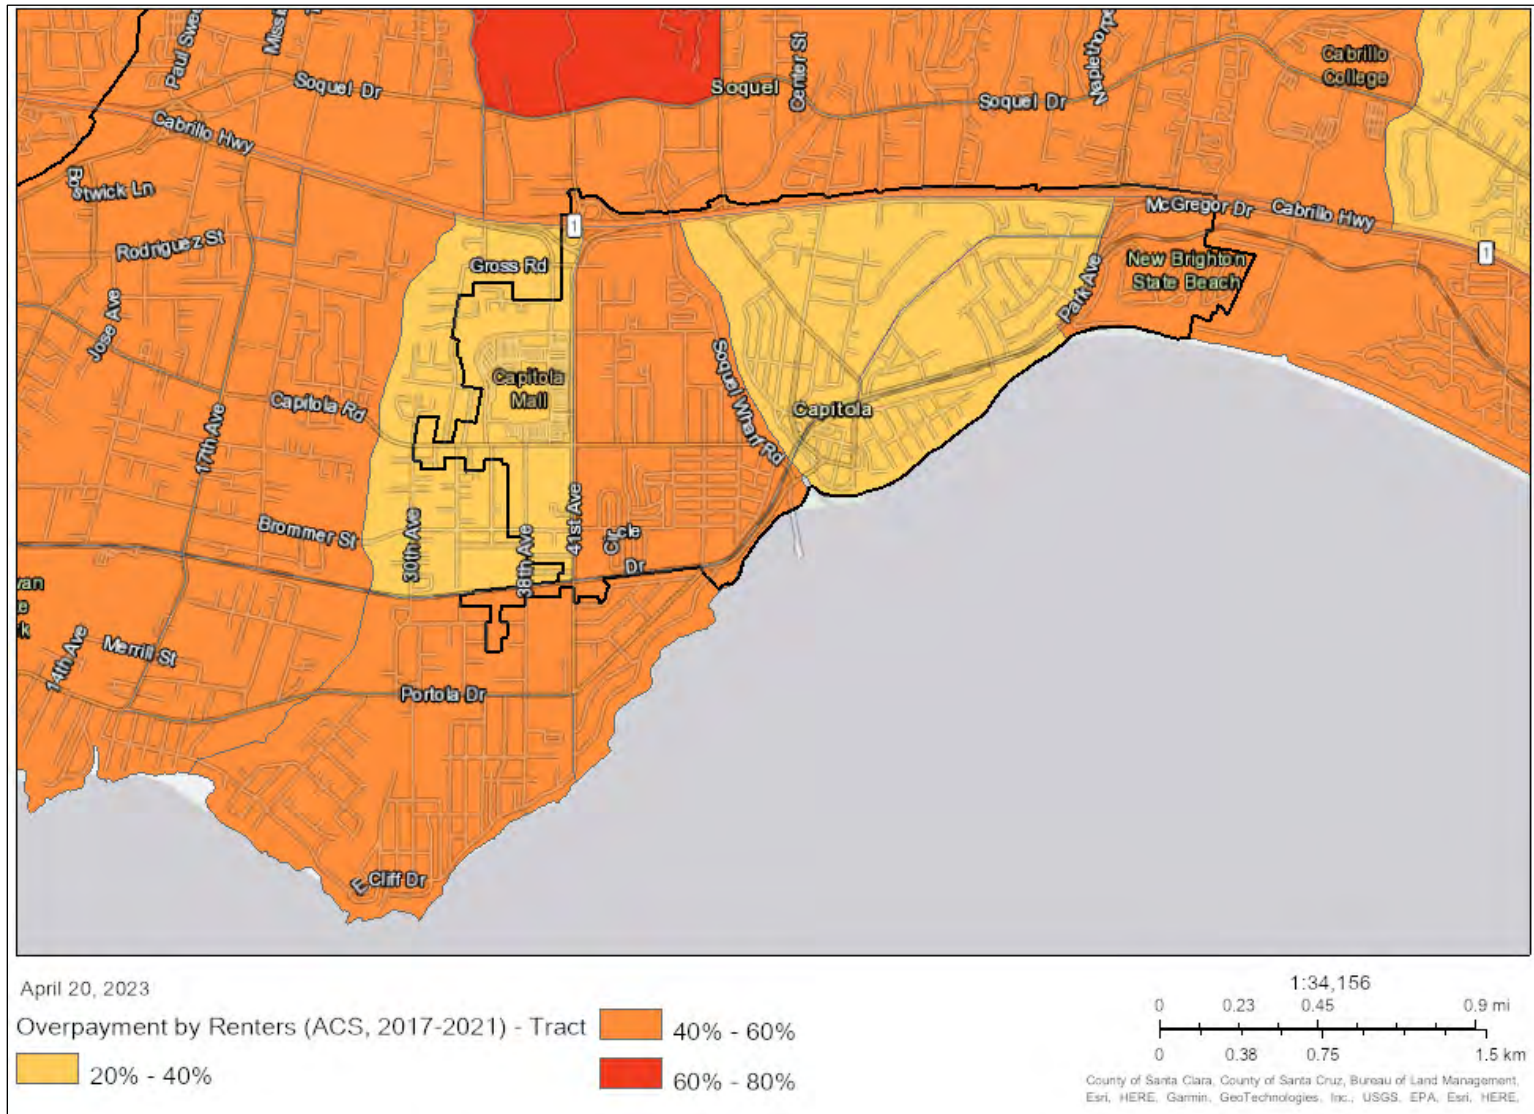 Paul Swee
Missi
Soquel Dr
Soquel
Center St
Soquel Dr
Maplethorpe
Cabrillo
College
Cabrillo Hwy
Bostwick Ln
Rodriguez St
1
McGregor Dr
Cabrillo Hwy
1
Gross Rd
New Brighton
State Beach
Park Ave
Jose Ave
Capitola
Mall
Soquel Wharf Rd
Capitola Rd
Capitola
17th Ave
Brommer St
30th Ave
38th Ave
41st Ave
Circle
Dr
van
e
k
14th Ave
Merrill St
Portola Dr
E Cliff Dr
April 20, 2023
Overpayment by Renters (ACS, 2017-2021) - Tract
20% - 40%
40% - 60%
60% - 80%
1:34,156
0 0.23 0.45 0.9 mi
0 0.38 0.75 1.5 km
County of Santa Clara, County of Santa Cruz, Bureau of Land Management,
Esri, HERE, Garmin, GeoTechnologies, Inc., USGS, EPA, Esri, HERE,